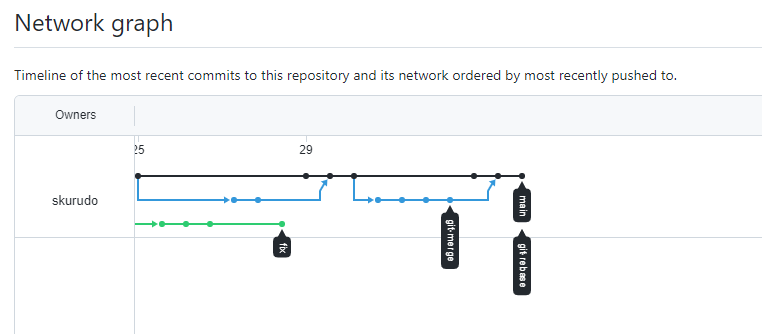 Network graph
Timeline of the most recent commits to this repository and its network ordered by most recently pushed to.
Owners
25
29
skurudo
main
git-merge
fix
git-rebase